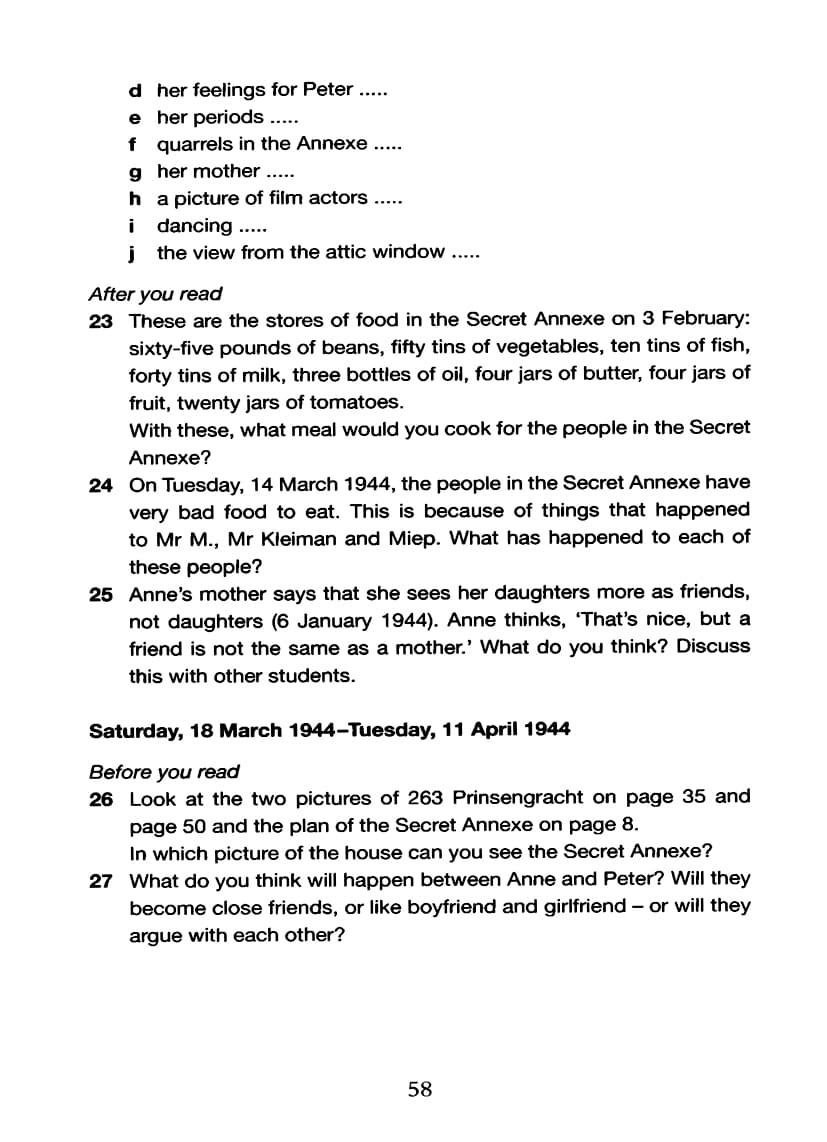 d her feelings for Peter .....
e her periods .....
f quarrels in the Annexe .....
g her mother .....
h a picture of film actors .....
i dancing .....
j the view from the attic window .....
After you read
23 These are the stores of food in the Secret Annexe on 3 February:
sixty-five pounds of beans, fifty tins of vegetables, ten tins of fish,
forty tins of milk, three bottles of oil, four jars of butter, four jars of
fruit, twenty jars of tomatoes.
With these, what meal would you cook for the people in the Secret
Annexe?
24 On Tuesday, 14 March 1944, the people in the Secret Annexe have
very bad food to eat. This is because of things that happened
to Mr M., Mr Kleiman and Miep. What has happened to each of
these people?
25 Anne's mother says that she sees her daughters more as friends,
not daughters (6 January 1944). Anne thinks, ‘That's nice, but a
friend is not the same as a mother.’ What do you think? Discuss
this with other students.
Saturday, 18 March 1944–Tuesday, 11 April 1944
Before you read
26 Look at the two pictures of 263 Prinsengracht on page 35 and
page 50 and the plan of the Secret Annexe on page 8.
In which picture of the house can you see the Secret Annexe?
27 What do you think will happen between Anne and Peter? Will they
become close friends, or like boyfriend and girlfriend – or will they
argue with each other?
58